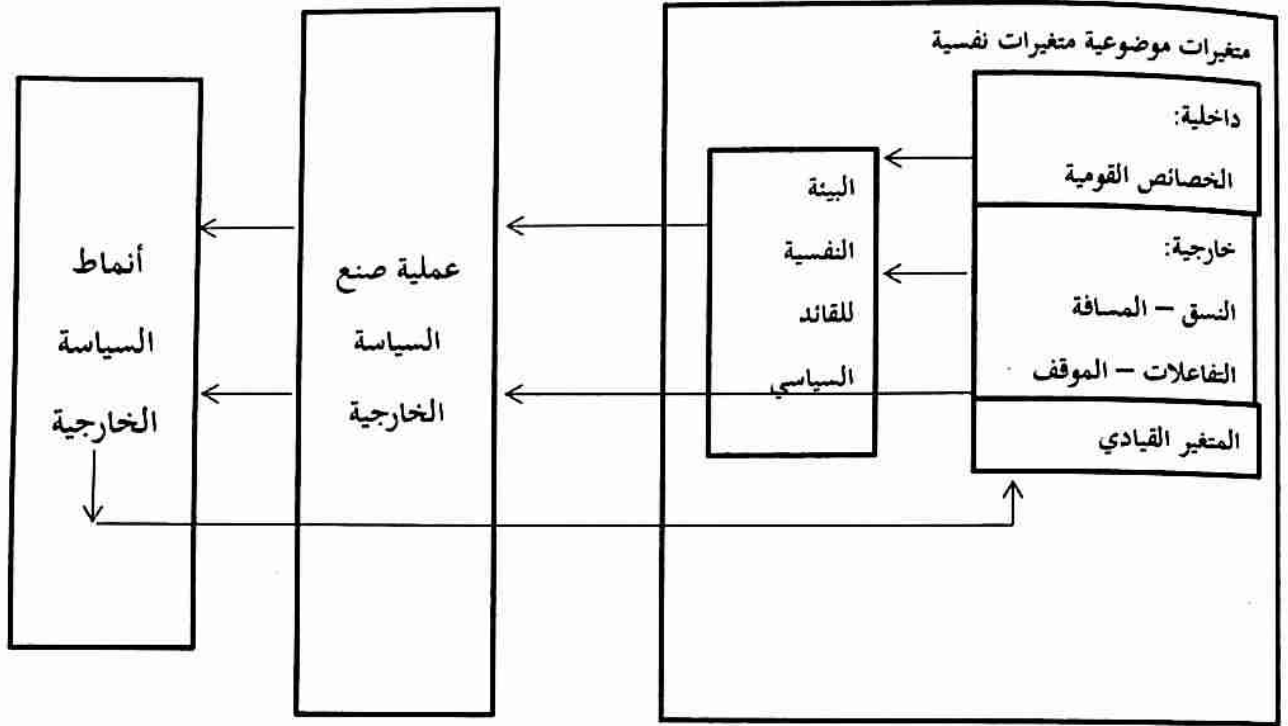 متغيرات موضوعية متغيرات نفسية
داخلية:
الخصائص القومية
خارجية:
النسق – المسافة
التفاعلات – الموقف
المتغير القيادي
البيئة
النفسية
للقائد
السياسي
عملية صنع
السياسة
الخارجية
أنماط
السياسة
الخارجية